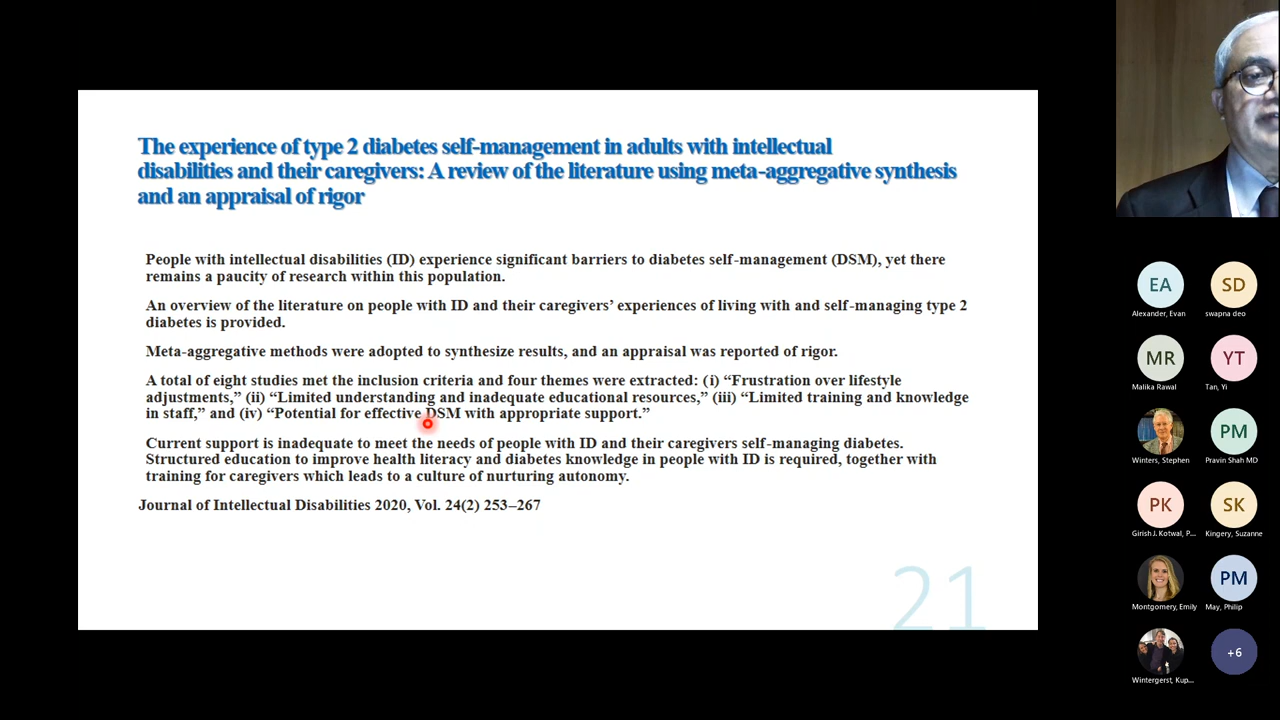 The experience of type 2 diabetes self-management in adults with intellectual
disabilities and their caregivers: A review of the literature using meta-aggregative synthesis
and an appraisal of rigor
People with intellectual disabilities (ID) experience significant barriers to diabetes self-management (DSM), yet there
remains a paucity of research within this population.
An overview of the literature on people with ID and their caregivers’ experiences of living with and self-managing type 2
diabetes is provided.
Meta-aggregative methods were adopted to synthesize results, and an appraisal was reported of rigor.
A total of eight studies met the inclusion criteria and four themes were extracted: (i) “Frustration over lifestyle
adjustments,” (ii) “Limited understanding and inadequate educational resources,” (iii) “Limited training and knowledge
in staff,” and (iv) “Potential for effective DSM with appropriate support.”
Current support is inadequate to meet the needs of people with ID and their caregivers self-managing diabetes.
Structured education to improve health literacy and diabetes knowledge in people with ID is required, together with
training for caregivers which leads to a culture of nurturing autonomy.
Journal of Intellectual Disabilities 2020, Vol. 24(2) 253–267
21
EA
SD
Alexander, Evan
swapna deo
MR
YT
Malika Rawal
Tan, Yi
PM
Winters, Stephen
Pravin Shah MD
PK
SK
Girish J. Kotwal, P...
Kingery, Suzanne
PM
Montgomery, Emily
May, Philip
+6
Wintergerst, Kup...